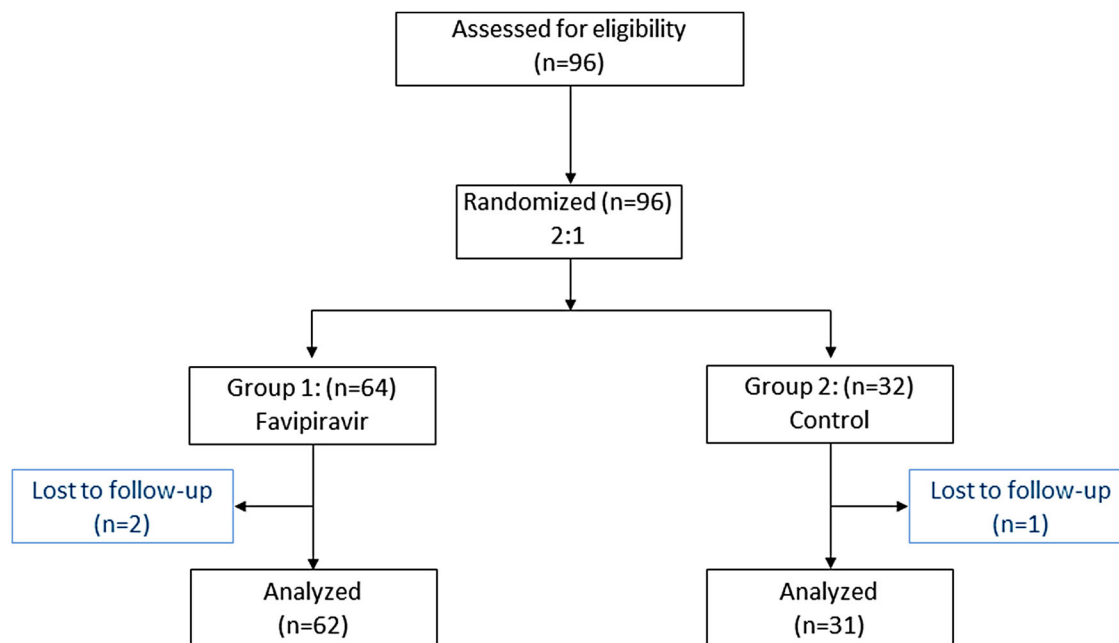 Assessed for eligibility
(n=96)
Randomized (n=96)
2:1
Group 1: (n=64)
Favipiravir
Group 2: (n=32)
Control
Lost to follow-up
(n=2)
Lost to follow-up
(n=1)
Analyzed
(n=62)
Analyzed
(n=31)